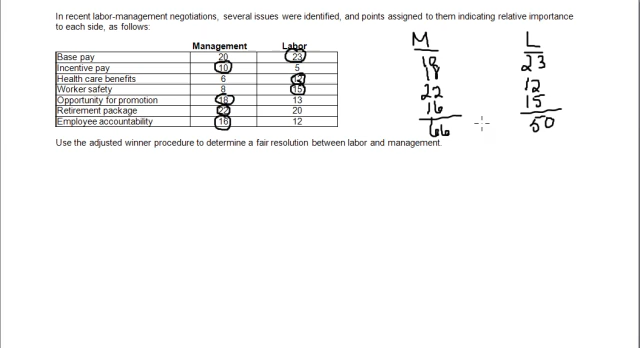 In recent labor-management negotiations, several issues were identified, and points assigned to them indicating relative importance
to each side, as follows:
Management Labor
Base pay 20 23
Incentive pay 10 5
Health care benefits 6 12
Worker safety 8 15
Opportunity for promotion 18 13
Retirement package 22 20
Employee accountability 16 12
Use the adjusted winner procedure to determine a fair resolution between labor and management.
M L
10 23
18
22 12
16 15
66 50